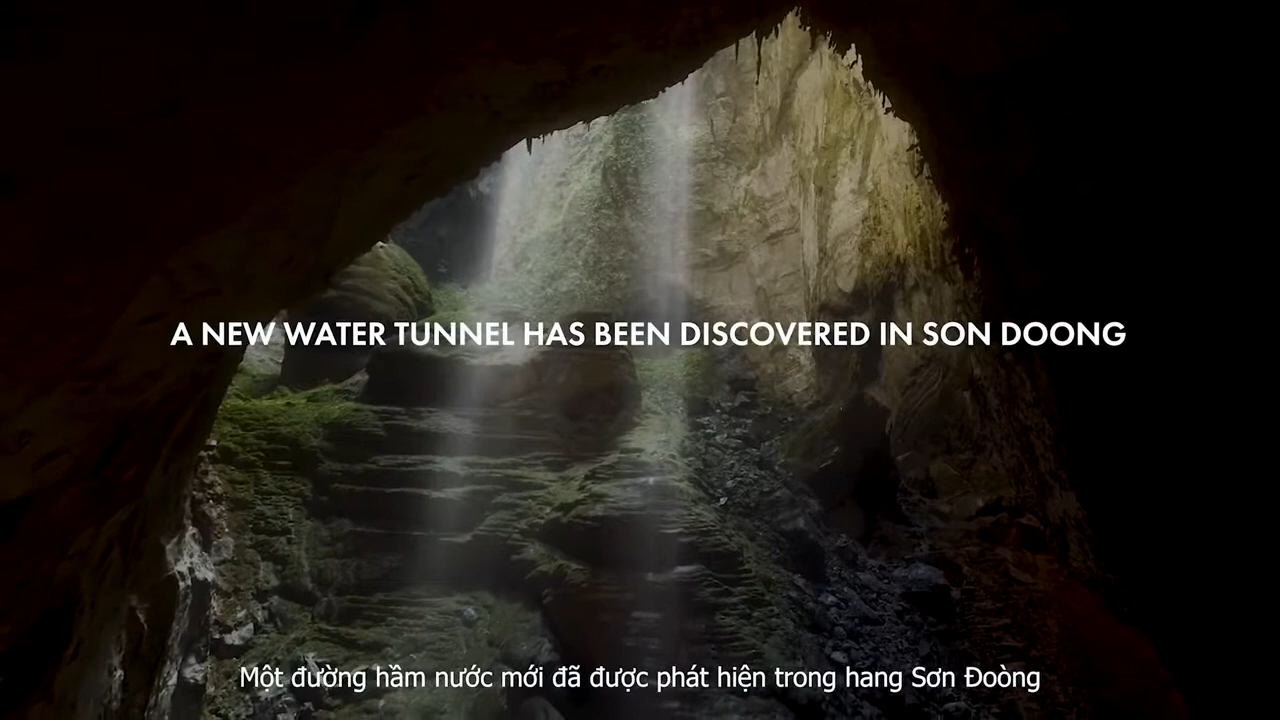 A NEW WATER TUNNEL HAS BEEN DISCOVERED IN SON DOONG
Một đường hầm nước mới đã được phát hiện trong hang Sơn Đoòng